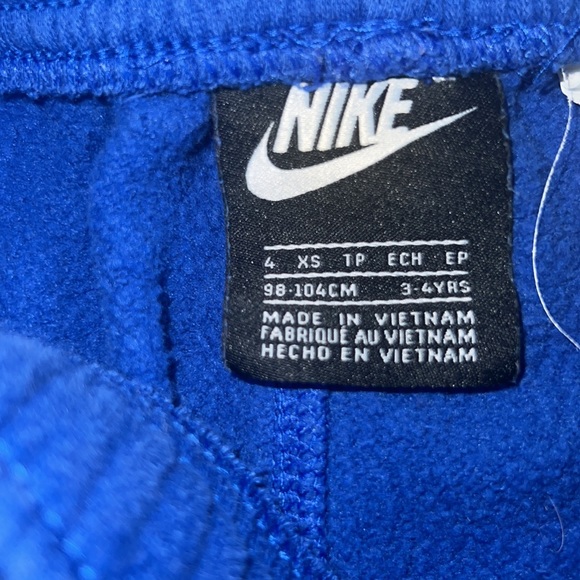 NIKE
4 XS TP ECH EP
98-104CM 3-4YRS
MADE IN VIETNAM
FABRIQUÉ AU VIETNAM
HECHO EN VIETNAM